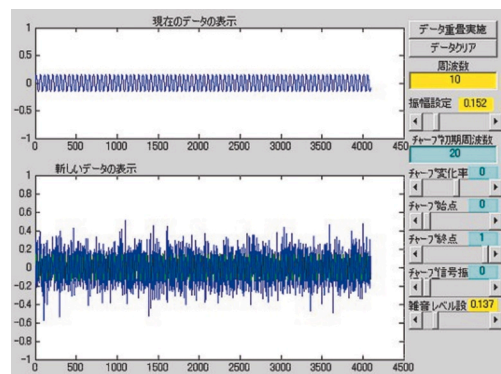 現在のデータの表示
1
0.5
0
-0.5
-1
0 500 1000 1500 2000 2500 3000 3500 4000 4500
新しいデータの表示
1
0.8
0.6
0.4
0.2
0
-0.2
-0.4
-0.6
-0.8
-1
0 500 1000 1500 2000 2500 3000 3500 4000 4500
データ重畳実施
データクリア
周波数
10
振幅設定 0.152
チャープ初期周波数
20
チャープ変化率 0
チャープ始点 0
チャープ終点 1
チャープ信号振 0
雑音レベル設 0.137